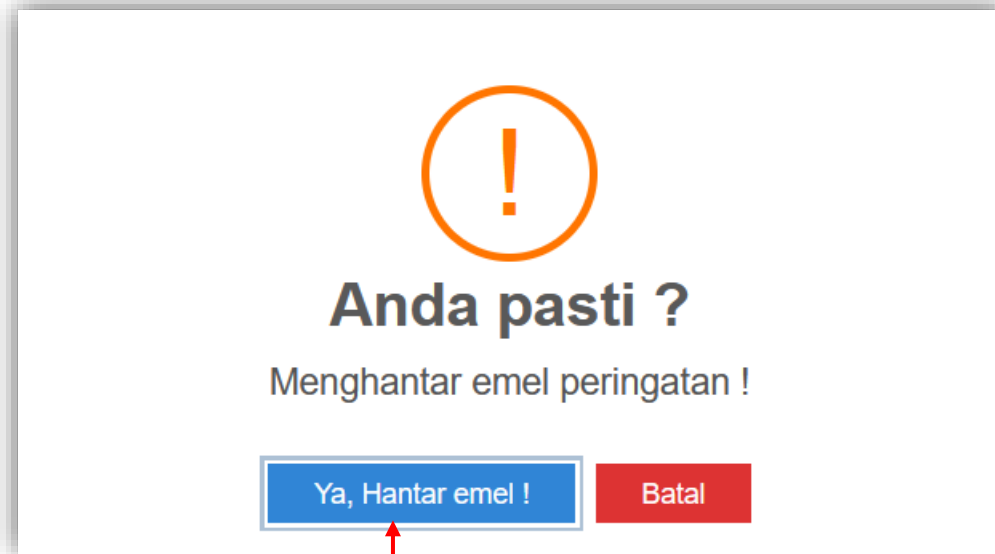 !
Anda pasti ?
Menghantar emel peringatan !
Ya, Hantar emel !
Batal